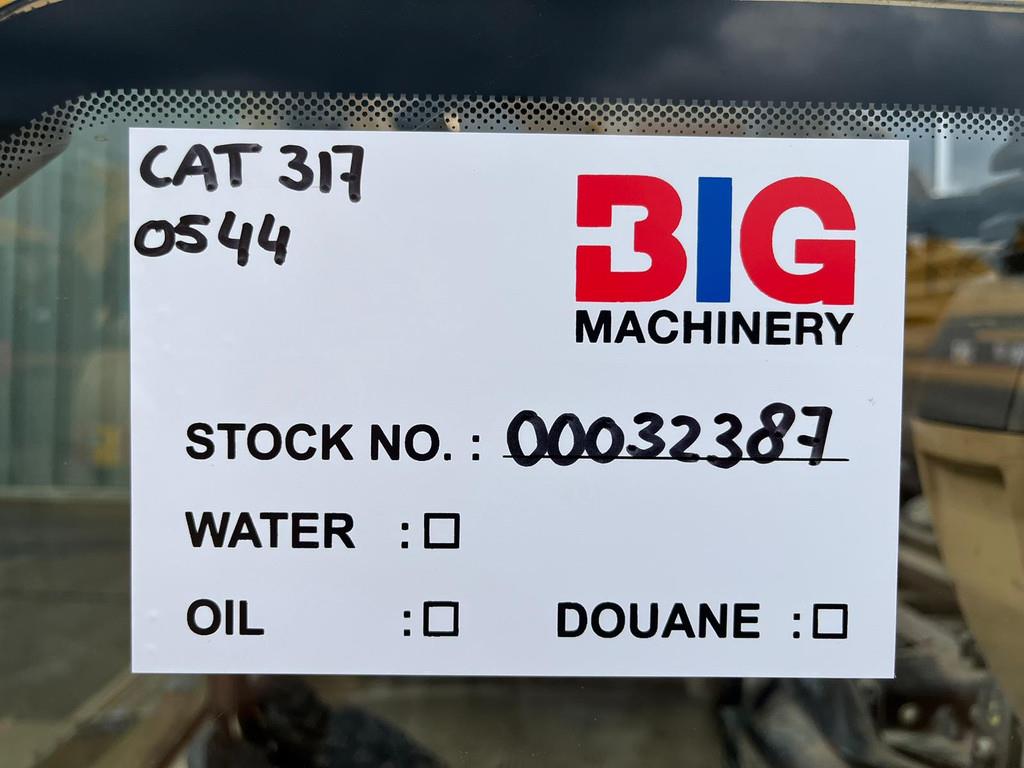 CAT 317
0544
BIG
MACHINERY
STOCK NO. : 00032387
WATER : ☐
OIL : ☐ DOUANE : ☐